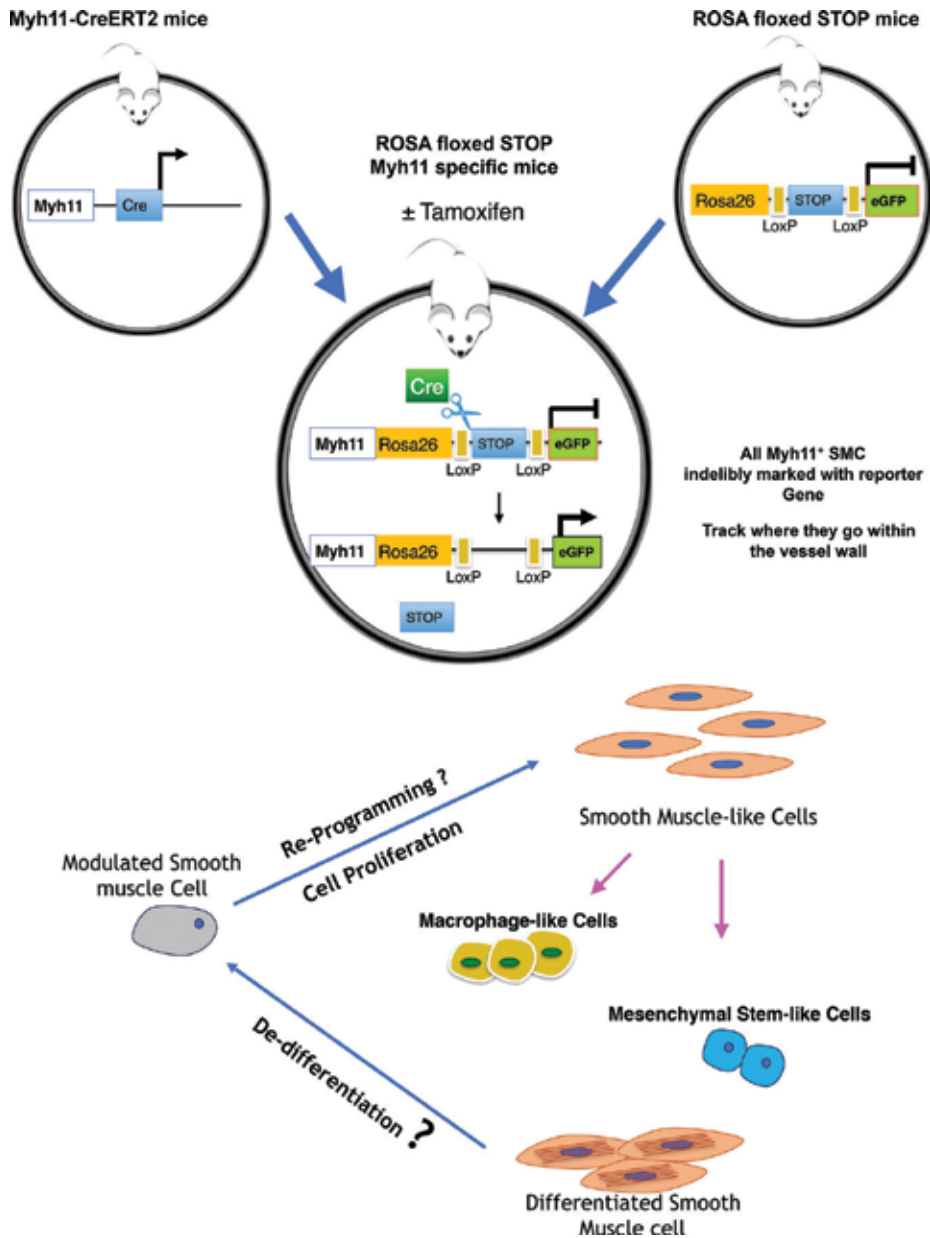 Myh11-CreERT2 mice
ROSA floxed STOP mice
ROSA floxed STOP
Myh11 specific mice
± Tamoxifen
Myh11
Cre
Rosa26
STOP
eGFP
LoxP
LoxP
Cre
Myh11
Rosa26
STOP
eGFP
LoxP
LoxP
Myh11
Rosa26
eGFP
LoxP
LoxP
STOP
All Myh11⁺ SMC
indelibly marked with reporter
Gene
Track where they go within
the vessel wall
Re-Programming ?
Cell Proliferation
Smooth Muscle-like Cells
Modulated Smooth
muscle Cell
Macrophage-like Cells
Mesenchymal Stem-like Cells
De-differentiation ?
Differentiated Smooth
Muscle cell